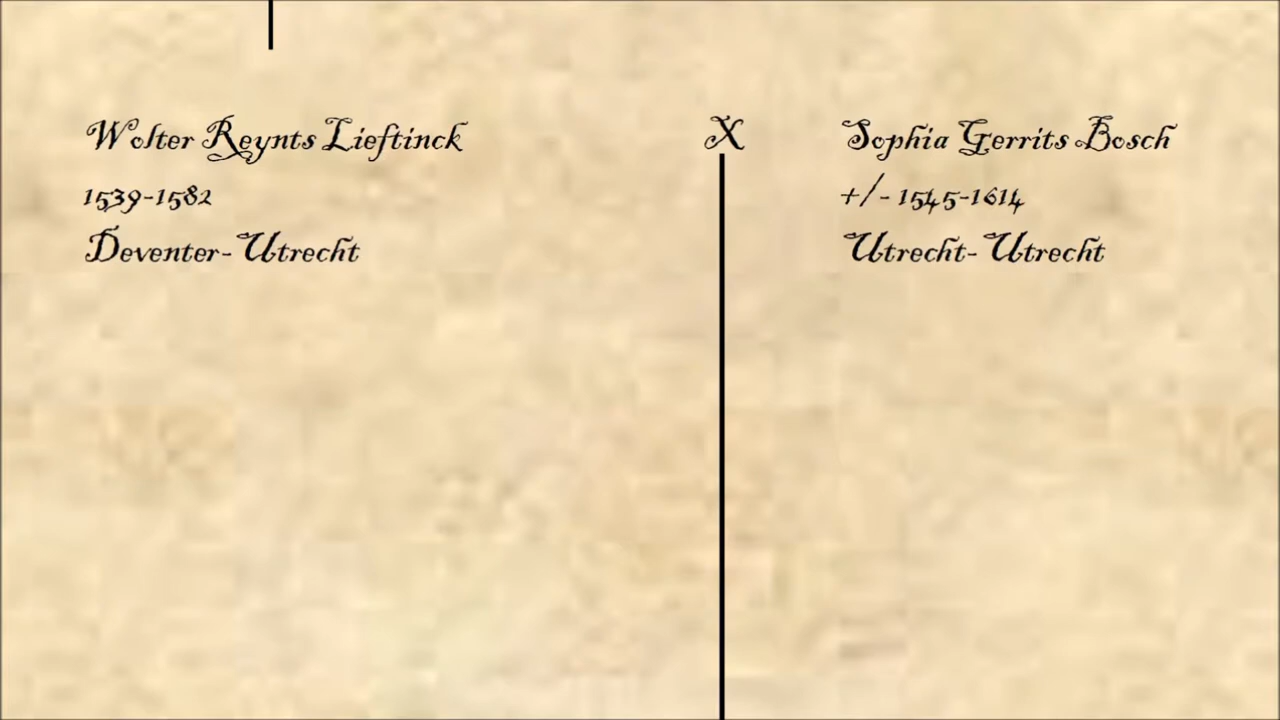 Wolter Reynts Lieftinck
1539-1582
Deventer- Utrecht
X
Sophia Gerrits Bosch
+/- 1545-1614
Utrecht- Utrecht